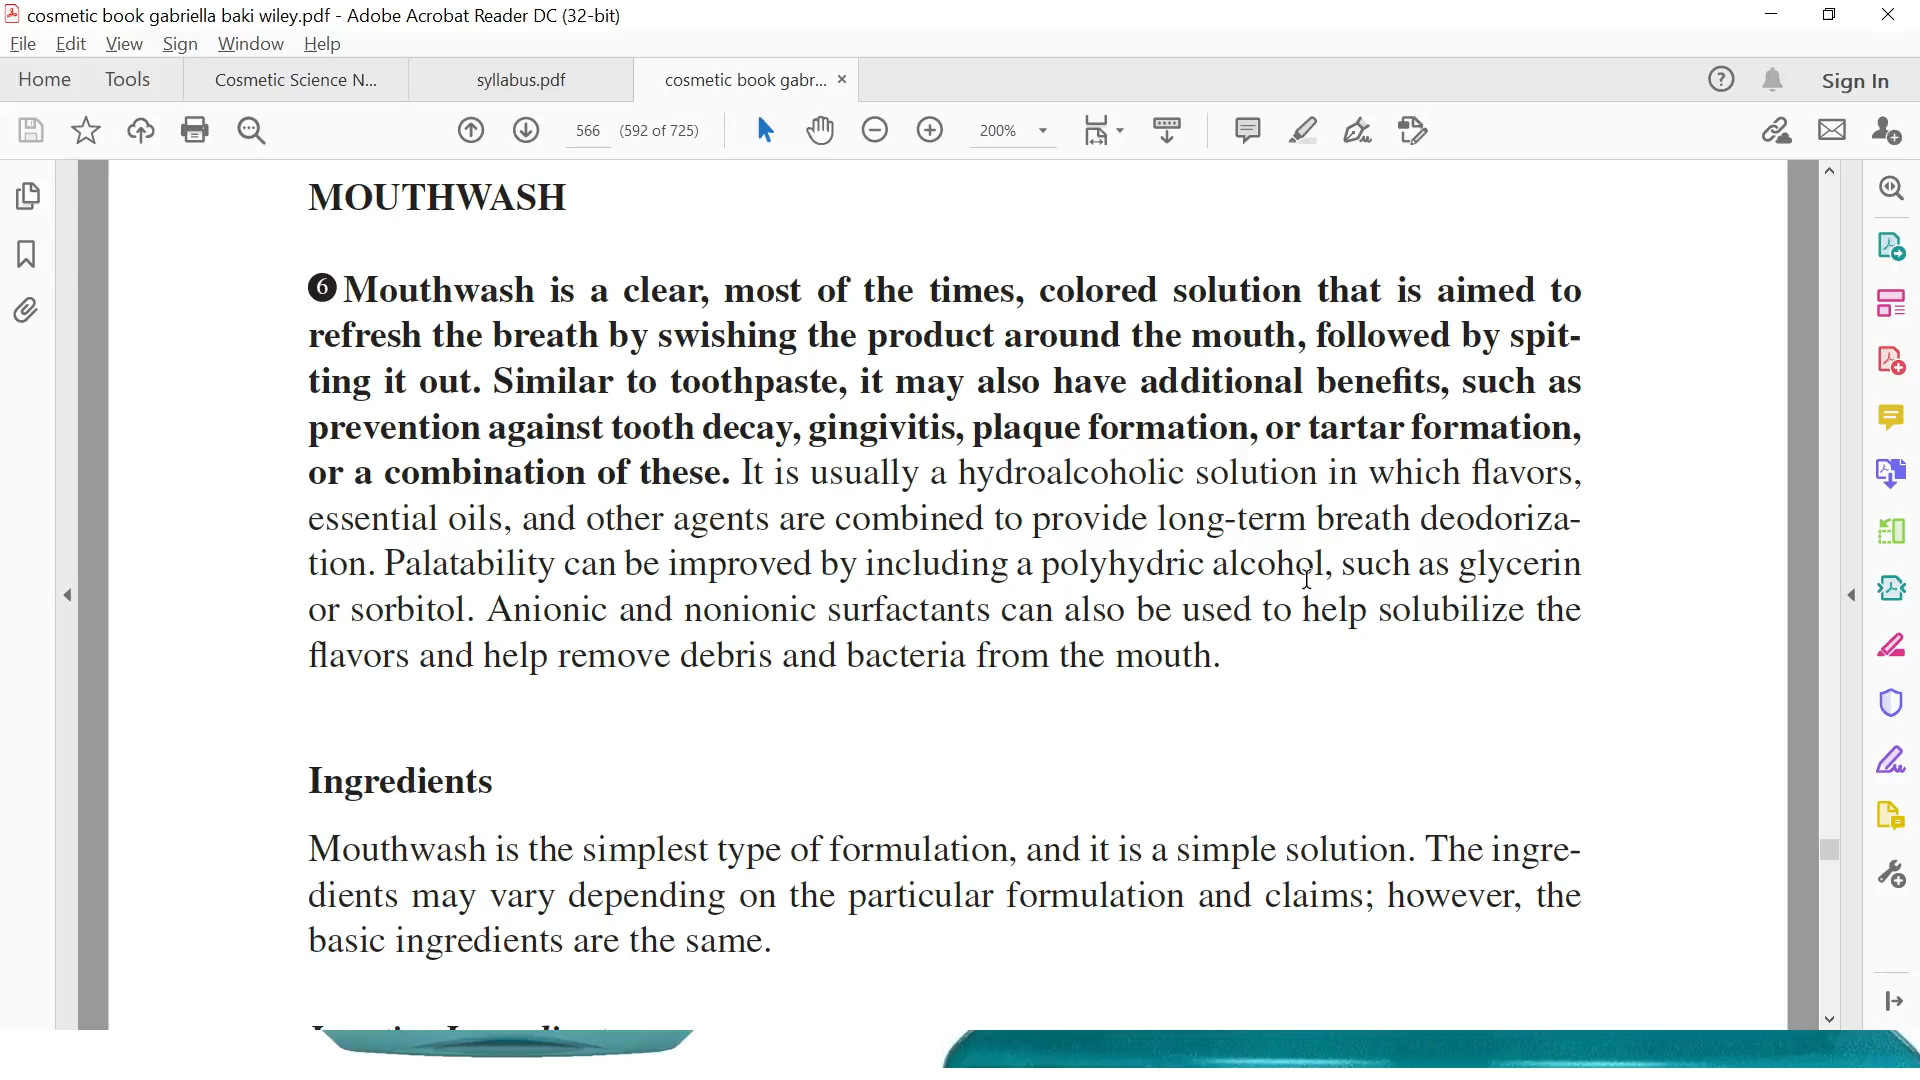 cosmetic book gabriella baki wiley.pdf - Adobe Acrobat Reader DC (32-bit)
File Edit View Sign Window Help
Home Tools Cosmetic Science N... syllabus.pdf cosmetic book gabr... × Sign In
566 (592 of 725) 200%
MOUTHWASH
❻ Mouthwash is a clear, most of the times, colored solution that is aimed to
refresh the breath by swishing the product around the mouth, followed by spit-
ting it out. Similar to toothpaste, it may also have additional benefits, such as
prevention against tooth decay, gingivitis, plaque formation, or tartar formation,
or a combination of these. It is usually a hydroalcoholic solution in which flavors,
essential oils, and other agents are combined to provide long-term breath deodoriza-
tion. Palatability can be improved by including a polyhydric alcohol, such as glycerin
or sorbitol. Anionic and nonionic surfactants can also be used to help solubilize the
flavors and help remove debris and bacteria from the mouth.
Ingredients
Mouthwash is the simplest type of formulation, and it is a simple solution. The ingre-
dients may vary depending on the particular formulation and claims; however, the
basic ingredients are the same.